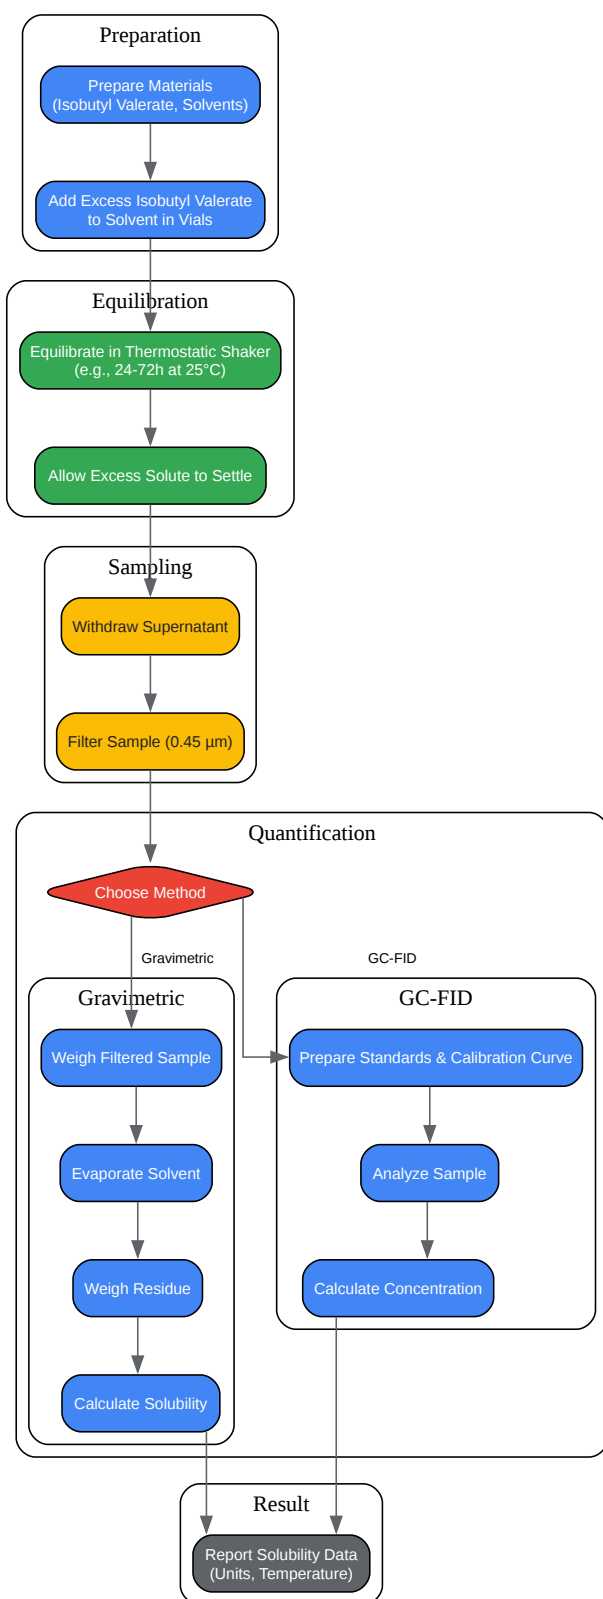 Preparation
Prepare Materials
(Isobutyl Valerate, Solvents)
Add Excess Isobutyl Valerate
to Solvent in Vials
Equilibration
Equilibrate in Thermostatic Shaker
(e.g., 24-72h at 25°C)
Allow Excess Solute to Settle
Sampling
Withdraw Supernatant
Filter Sample (0.45 µm)
Quantification
Choose Method
Gravimetric
GC-FID
Gravimetric
Weigh Filtered Sample
Evaporate Solvent
Weigh Residue
Calculate Solubility
GC-FID
Prepare Standards & Calibration Curve
Analyze Sample
Calculate Concentration
Result
Report Solubility Data
(Units, Temperature)